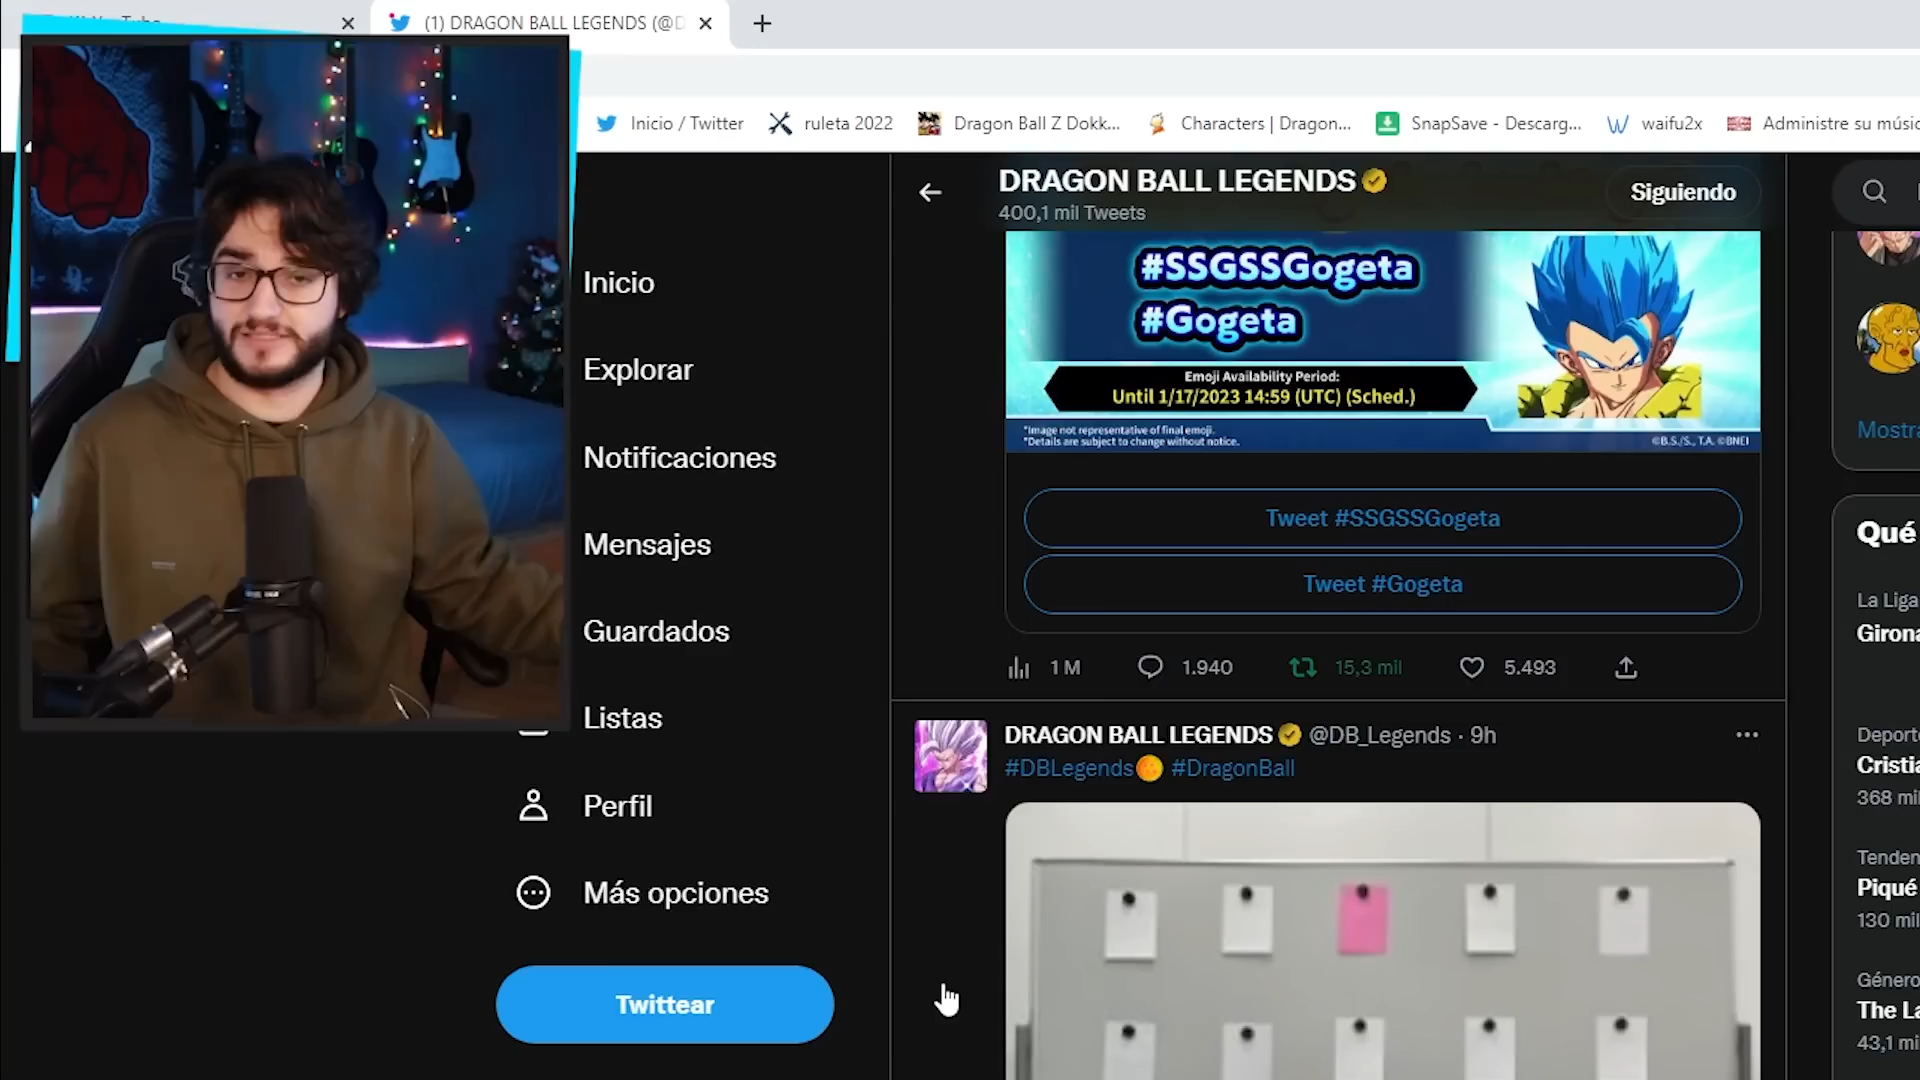 (1) DRAGON BALL LEGENDS (@D
Inicio / Twitter
ruleta 2022
Dragon Ball Z Dokk...
Characters | Dragon...
SnapSave - Descarg...
waifu2x
Administre su músic
DRAGON BALL LEGENDS
400,1 mil Tweets
Siguiendo
Inicio
Explorar
Notificaciones
Mensajes
Guardados
Listas
Perfil
Más opciones
Twittear
#SSGSSGogeta
#Gogeta
Emoji Availability Period:
Until 1/17/2023 14:59 (UTC) (Sched.)
*Image not representative of final emoji.
*Details are subject to change without notice.
©B.S./S., T.A. ©BNEI
Tweet #SSGSSGogeta
Tweet #Gogeta
1 M
1.940
15,3 mil
5.493
DRAGON BALL LEGENDS @DB_Legends · 9h
#DBLegends #DragonBall
Mostra
Qué
La Liga
Girona
Deporte
Cristia
368 mil
Tenden
Piqué
130 mil
Género
The La
43,1 mi